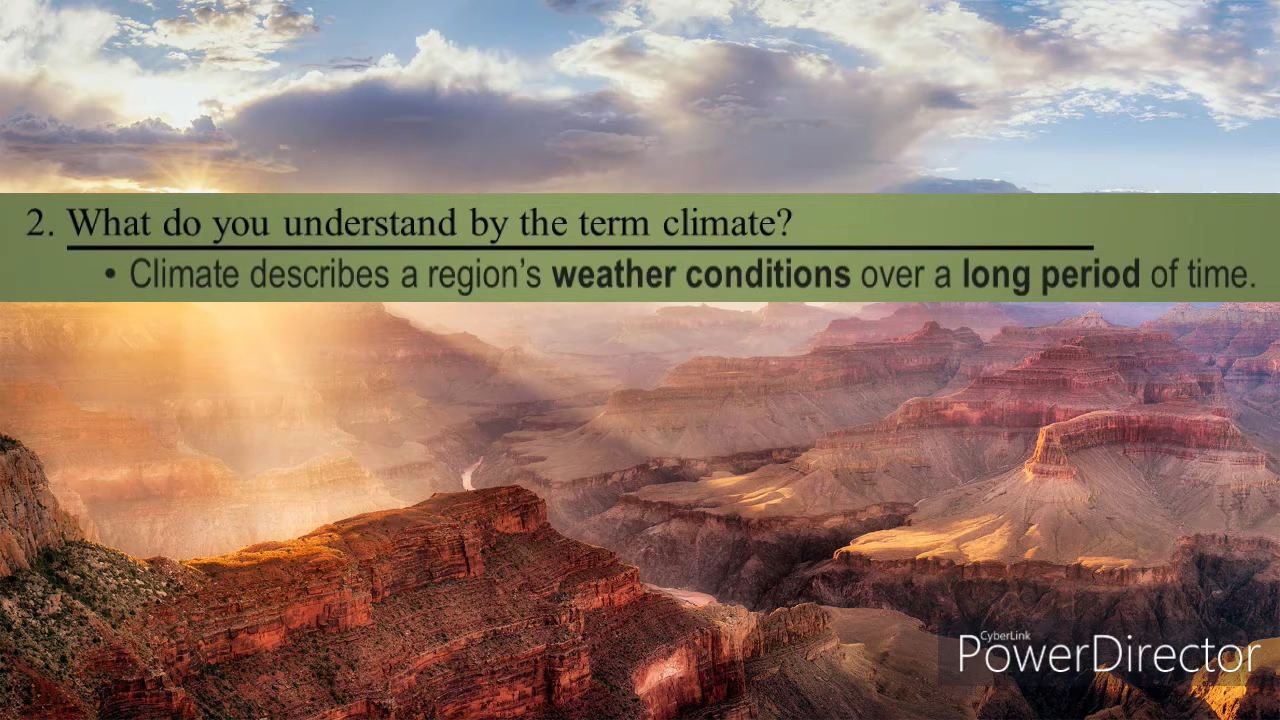 2. What do you understand by the term climate?
• Climate describes a region’s weather conditions over a long period of time.
CyberLink
PowerDirector